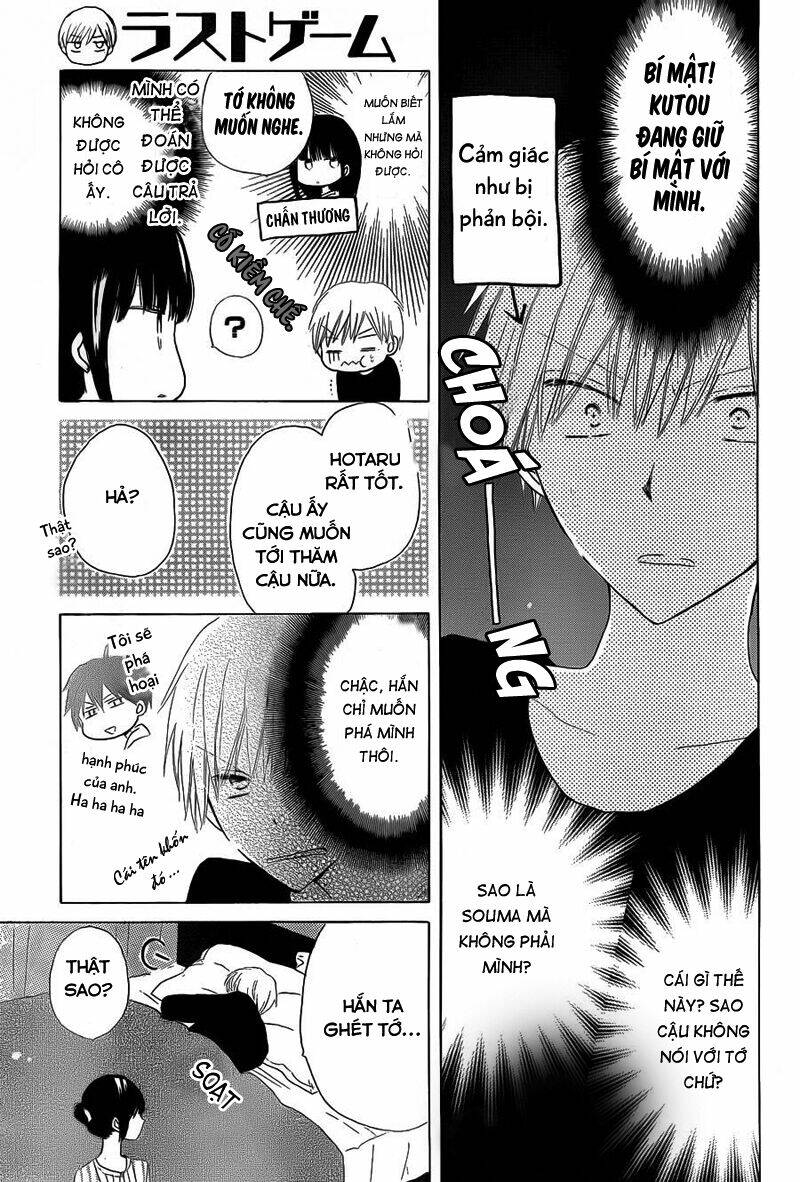 BÍ MẬT!
KUTOU
ĐANG GIỮ
BÍ MẬT VỚI
MÌNH.
Cảm giác
như bị
phản bội.
CHOÁ
NG
SAO LÀ
SOUMA MÀ
KHÔNG PHẢI
MÌNH?
CÁI GÌ THẾ
NÀY? SAO
CẬU KHÔNG
NÓI VỚI TỚ
CHỨ?
ラストゲーム
MUỐN BIẾT
LẮM
NHƯNG MÀ
KHÔNG HỎI
ĐƯỢC.
TỚ KHÔNG
MUỐN NGHE.
CHẤN THƯƠNG
MÌNH CÓ
THỂ
ĐOÁN
ĐƯỢC
CÂU TRẢ
LỜI.
KHÔNG
ĐƯỢC
HỎI CÔ
ẤY.
CỐ KIỀM CHẾ.
?
HOTARU
RẤT TỐT.
CẬU ẤY
CŨNG MUỐN
TỚI THĂM
CẬU NỮA.
HẢ?
Thật
sao?
CHẬC, HẮN
CHỈ MUỐN
PHÁ MÌNH
THÔI.
Tôi sẽ
phá
hoại
hạnh phúc
của anh.
Ha ha ha ha
Cái tên khốn
đó ...
HẮN TA
GHÉT TỚ...
THẬT
SAO?
SOẠT